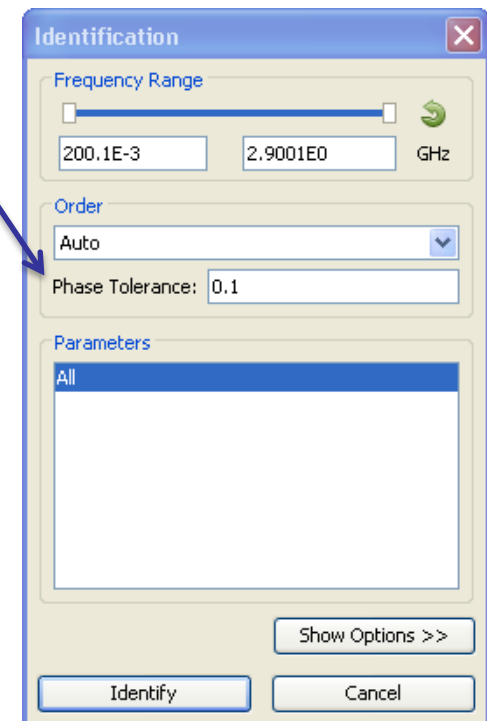 Identification
Frequency Range
200.1E-3 2.9001E0 GHz
Order
Auto
Phase Tolerance: 0.1
Parameters
All
Show Options >>
Identify Cancel